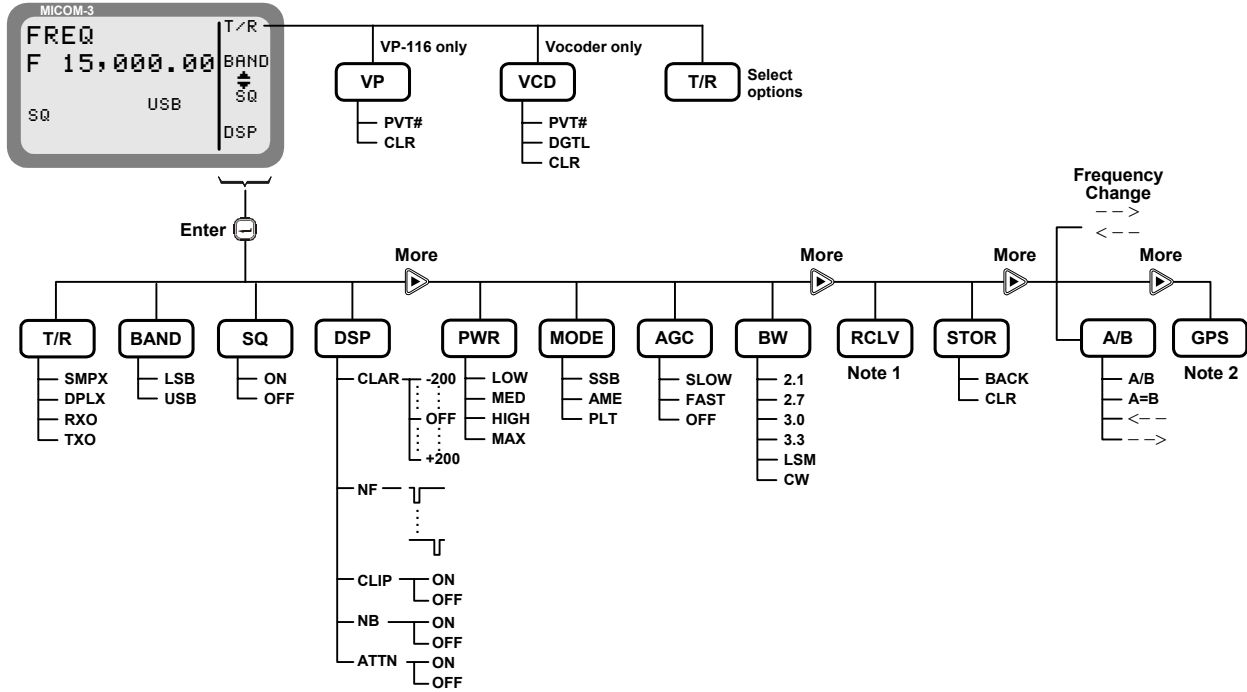 MICOM-3
FREQ
F 15,000.00
USB
SQ
T/R
BAND
SQ
DSP
VP-116 only
Vocoder only
VP
VCD
T/R
Select options
PVT#
CLR
PVT#
DGTL
CLR
Enter
Frequency
Change
-->
<--
More
More
More
More
T/R
BAND
SQ
DSP
PWR
MODE
AGC
BW
RCLV
STOR
A/B
GPS
Note 1
Note 2
SMPX
DPLX
RXO
TXO
LSB
USB
ON
OFF
CLAR
-200
OFF
+200
NF
CLIP
ON
OFF
NB
ON
OFF
ATTN
ON
OFF
LOW
MED
HIGH
MAX
SSB
AME
PLT
SLOW
FAST
OFF
2.1
2.7
3.0
3.3
LSM
CW
BACK
CLR
A/B
A=B
<--
-->